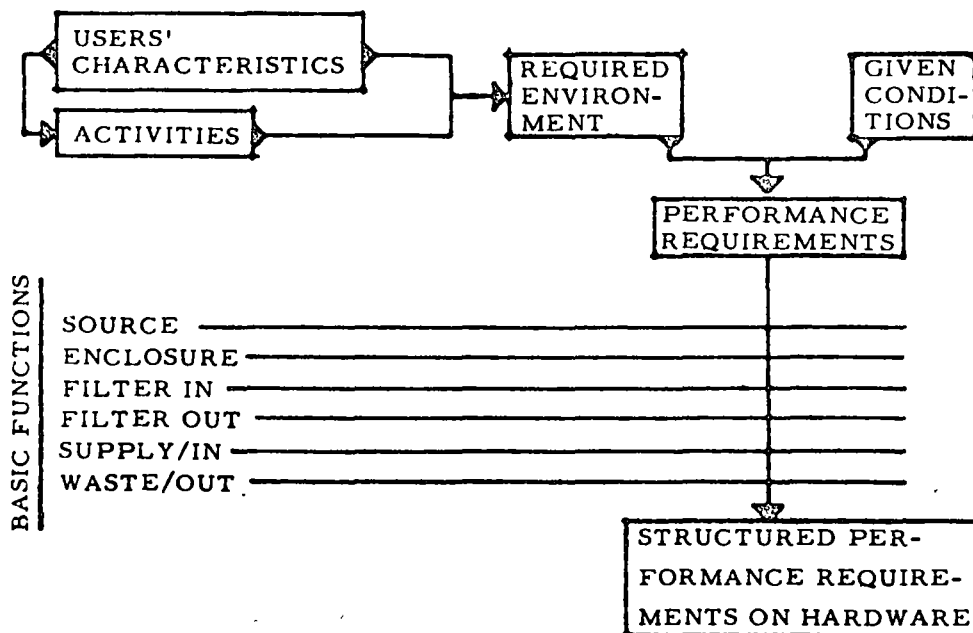 USERS'
CHARACTERISTICS
ACTIVITIES
REQUIRED
ENVIRON-
MENT
GIVEN
CONDI-
TIONS
PERFORMANCE
REQUIREMENTS
BASIC FUNCTIONS
SOURCE
ENCLOSURE
FILTER IN
FILTER OUT
SUPPLY/IN
WASTE/OUT
STRUCTURED PER-
FORMANCE REQUIRE-
MENTS ON HARDWARE